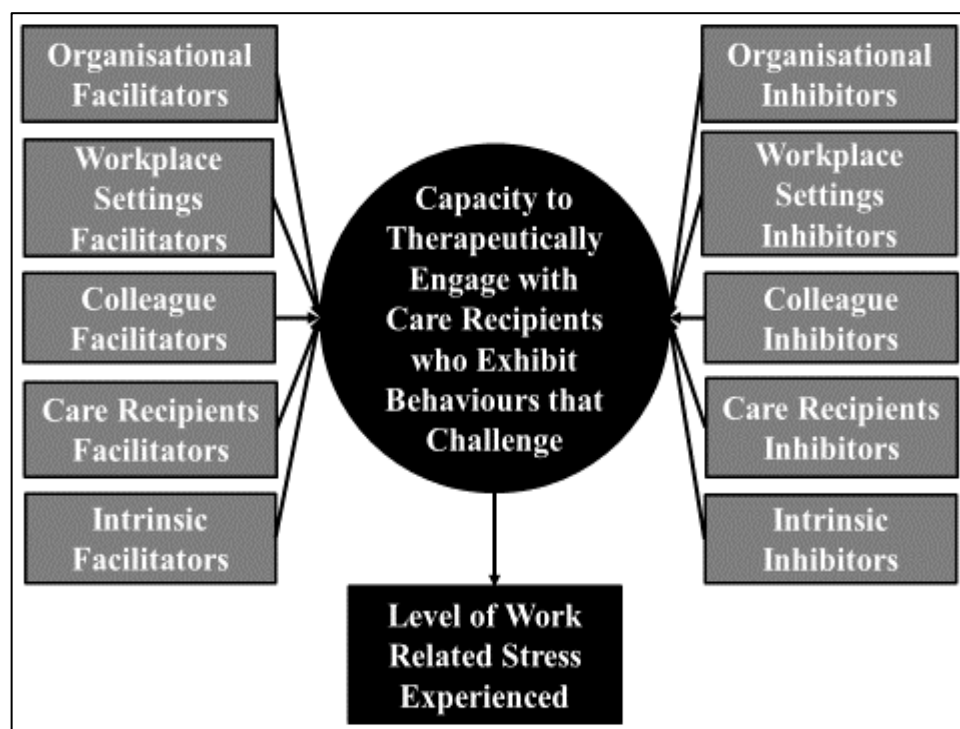 Organisational
Facilitators
Workplace
Settings
Facilitators
Colleague
Facilitators
Care Recipients
Facilitators
Intrinsic
Facilitators
Capacity to
Therapeutically
Engage with
Care Recipients
who Exhibit
Behaviours that
Challenge
Level of Work
Related Stress
Experienced
Organisational
Inhibitors
Workplace
Settings
Inhibitors
Colleague
Inhibitors
Care Recipients
Inhibitors
Intrinsic
Inhibitors